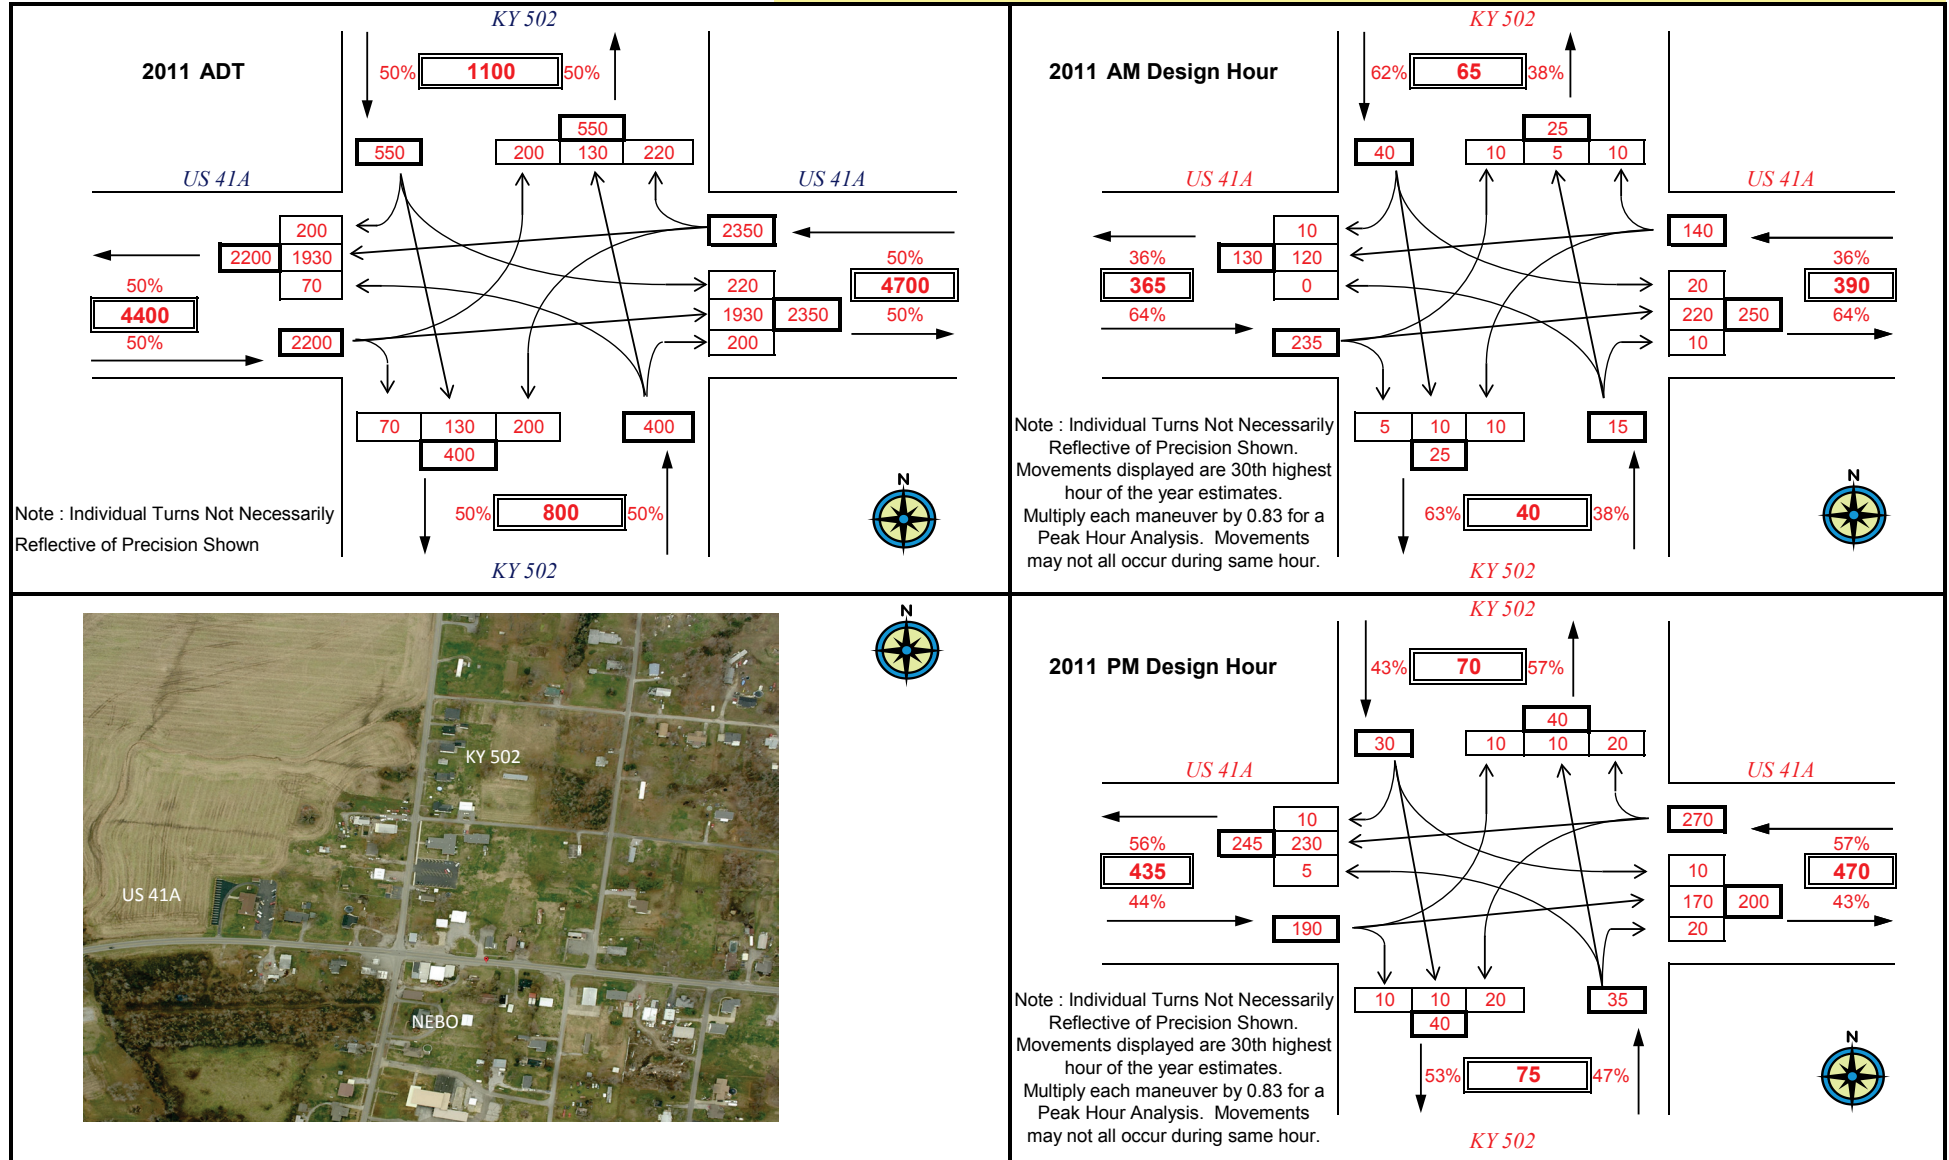 KY 502
2011 ADT
50% 1100 50%
550
550 200 130 220
US 41A US 41A
200 2350
2200 1930
70
50% 50%
4400 4700
50% 50%
220
1930 2350
200
2200
70 130 200 400
400
50% 800 50%
N
Note : Individual Turns Not Necessarily
Reflective of Precision Shown
KY 502
KY 502
2011 AM Design Hour
62% 65 38%
25
40 10 5 10
US 41A US 41A
10 140
130 120
0
36% 36%
365 390
64% 64%
20
220 250
10
235
5 10 10 15
25
63% 40 38%
N
Note : Individual Turns Not Necessarily
Reflective of Precision Shown.
Movements displayed are 30th highest
hour of the year estimates.
Multiply each maneuver by 0.83 for a
Peak Hour Analysis. Movements
may not all occur during same hour.
KY 502
N
KY 502
US 41A
NEBO
KY 502
2011 PM Design Hour
43% 70 57%
40
30 10 10 20
US 41A US 41A
10 270
245 230
5
56% 57%
435 470
44% 43%
10
170 200
20
190
10 10 20 35
40
53% 75 47%
N
Note : Individual Turns Not Necessarily
Reflective of Precision Shown.
Movements displayed are 30th highest
hour of the year estimates.
Multiply each maneuver by 0.83 for a
Peak Hour Analysis. Movements
may not all occur during same hour.
KY 502